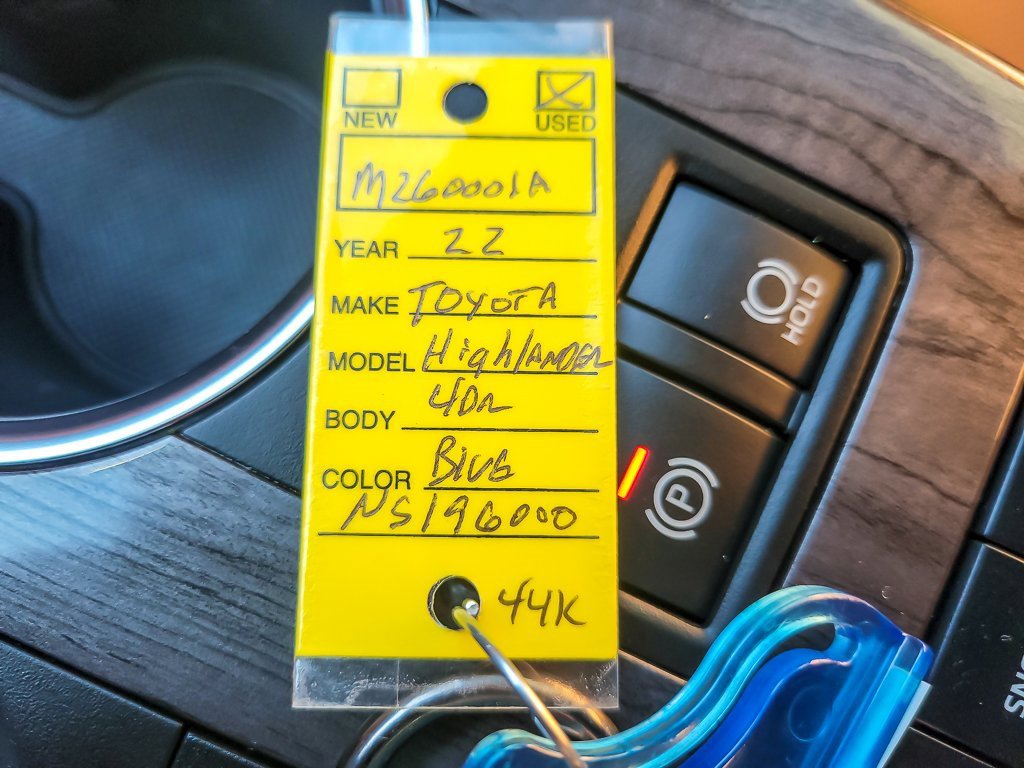 NEW USED
M260001A
YEAR 22
MAKE TOYOTA
MODEL HighlANDER
BODY 4DR
COLOR Blue
NS196000
44K
HOLD
P